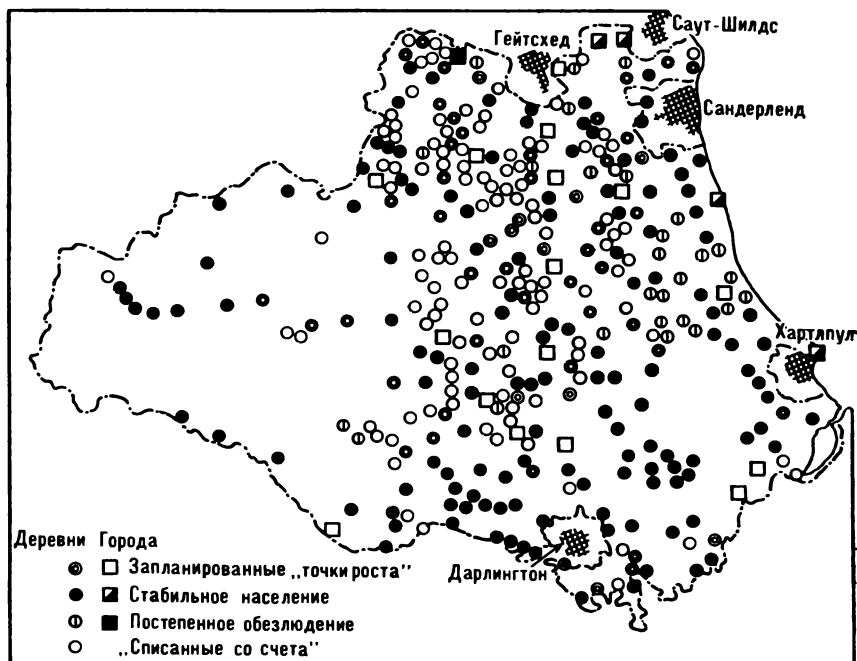 Саут-Шилдс
Гейтсхед
Сандерленд
Хартлпул
Дарлингтон
Деревни Города
Запланированные „точки роста"
Стабильное население
Постепенное обезлюдение
„Списанные со счета"